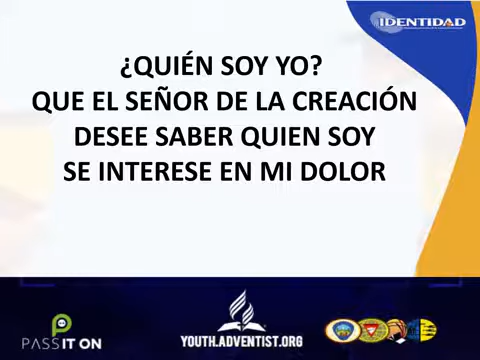 IDENTIDAD
¿QUIÉN SOY YO?
QUE EL SEÑOR DE LA CREACIÓN
DESEE SABER QUIEN SOY
SE INTERESE EN MI DOLOR
PASS IT ON
YOUTH.ADVENTIST.ORG